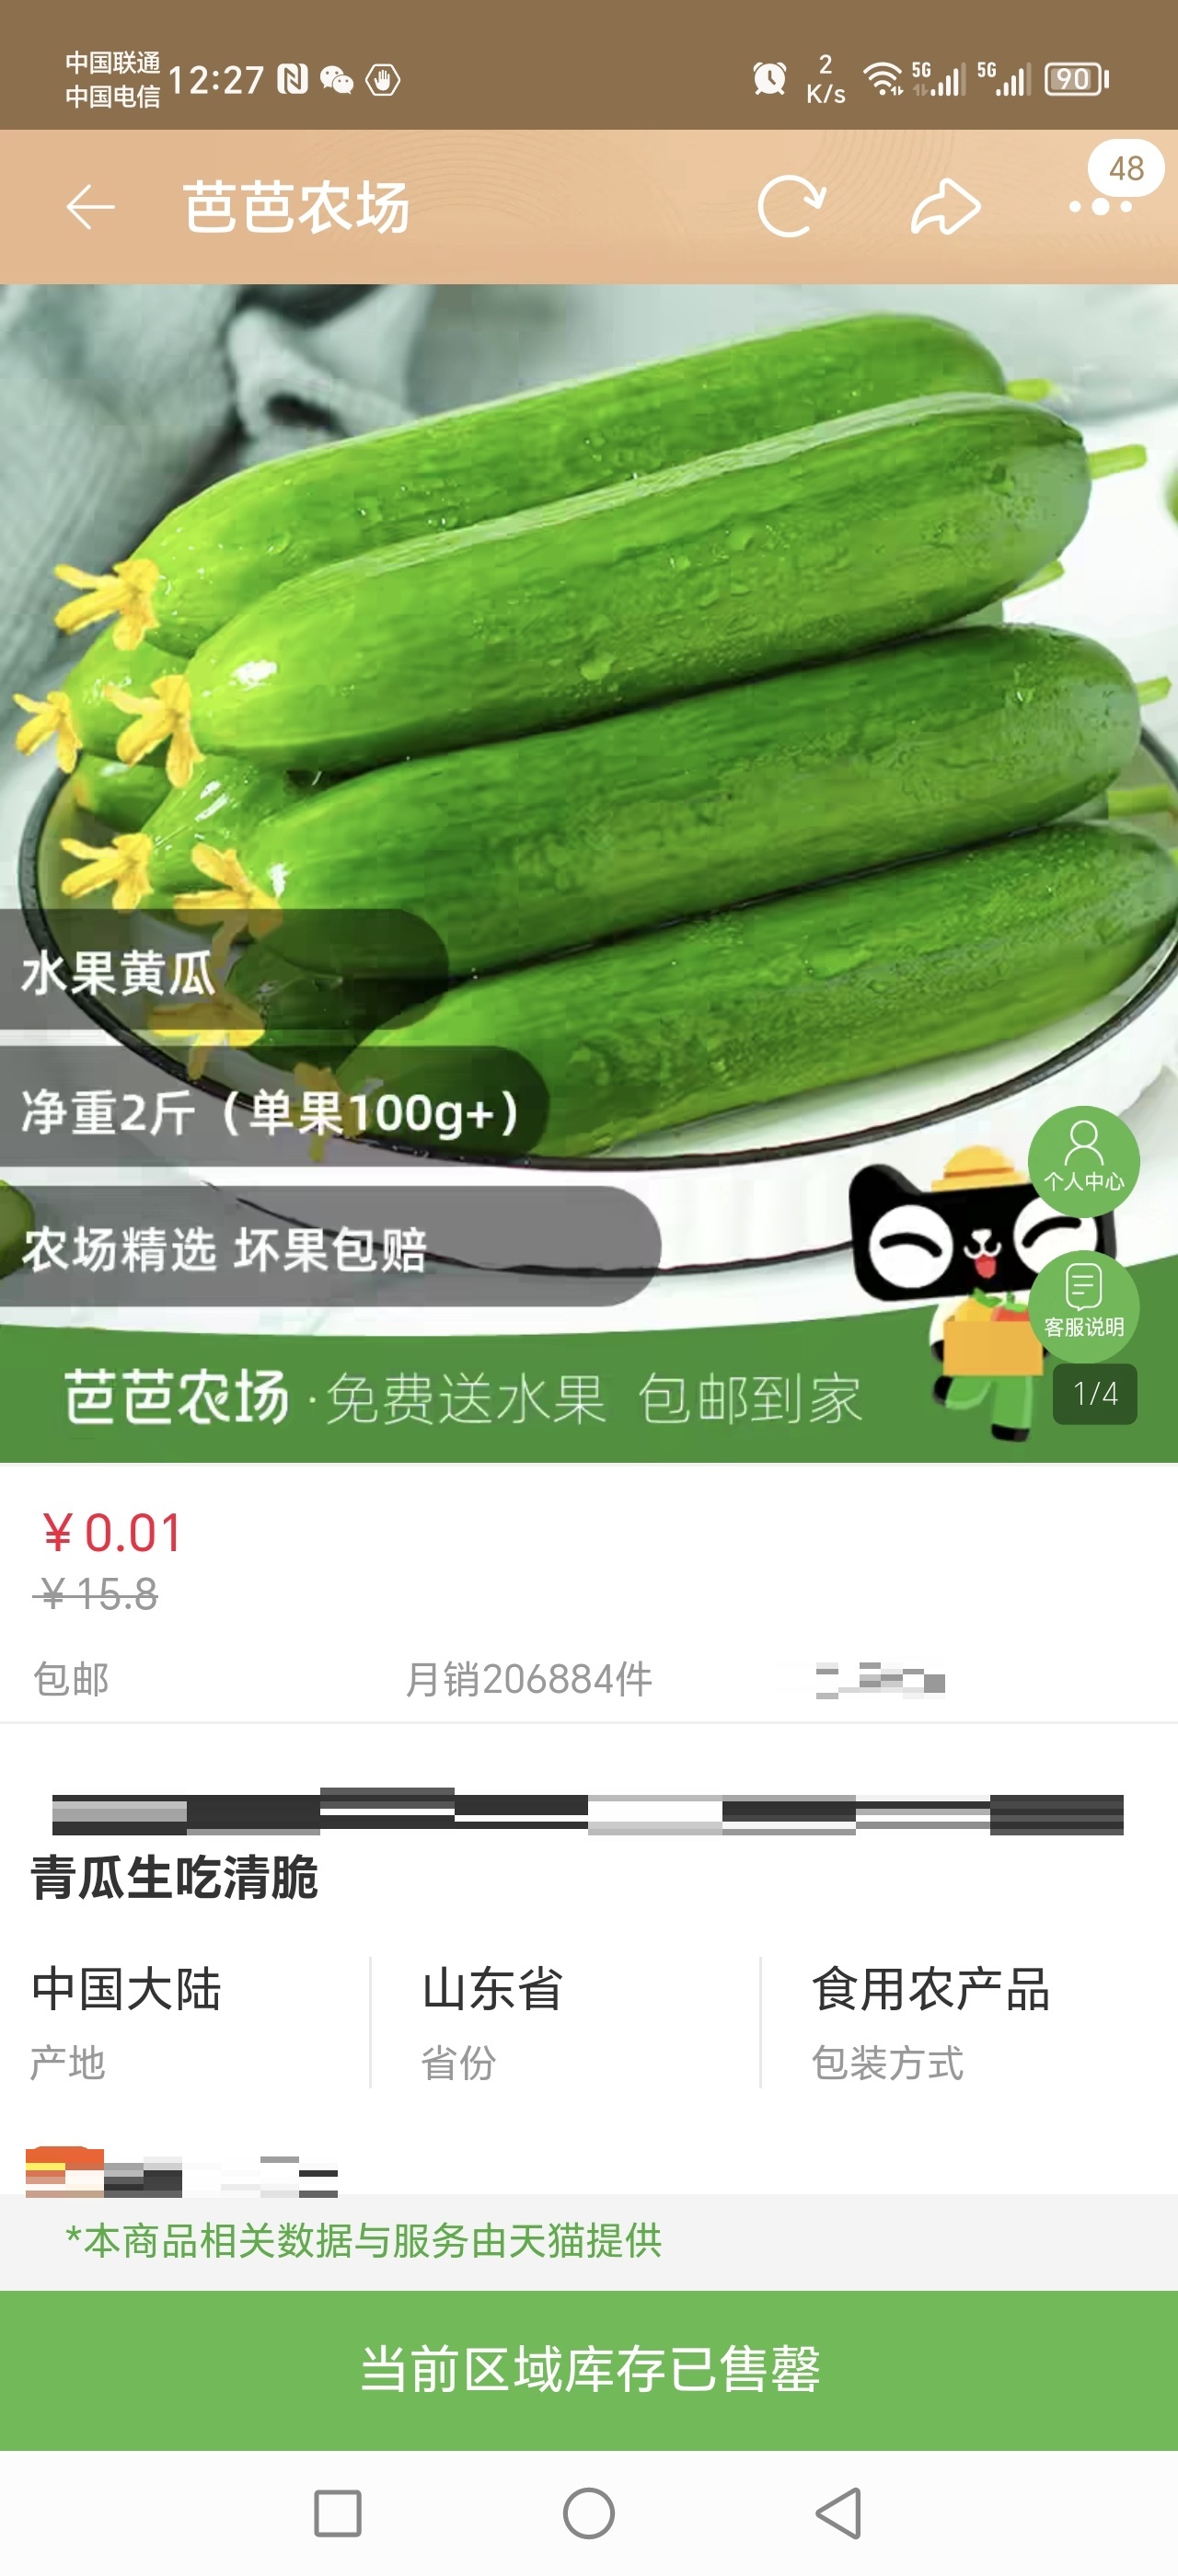 中国联通
中国电信
12:27
2
K/s
5G
5G
90
芭芭农场
48
水果黄瓜
净重2斤（单果100g+）
农场精选 坏果包赔
个人中心
客服说明
芭芭农场·免费送水果 包邮到家
1/4
¥0.01
¥15.8
包邮 月销206884件
青瓜生吃清脆
中国大陆 山东省 食用农产品
产地 省份 包装方式
*本商品相关数据与服务由天猫提供
当前区域库存已售罄